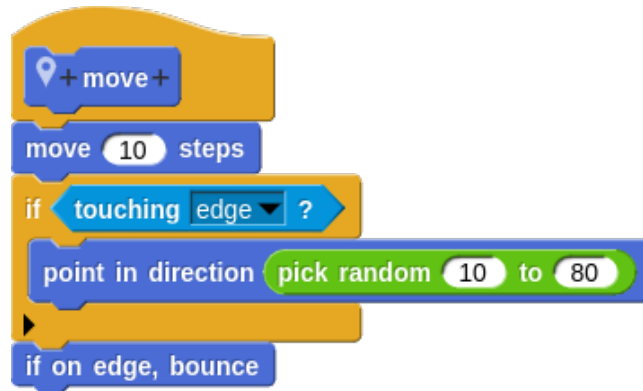 + move +
move 10 steps
if touching edge ?
point in direction pick random 10 to 80
if on edge, bounce